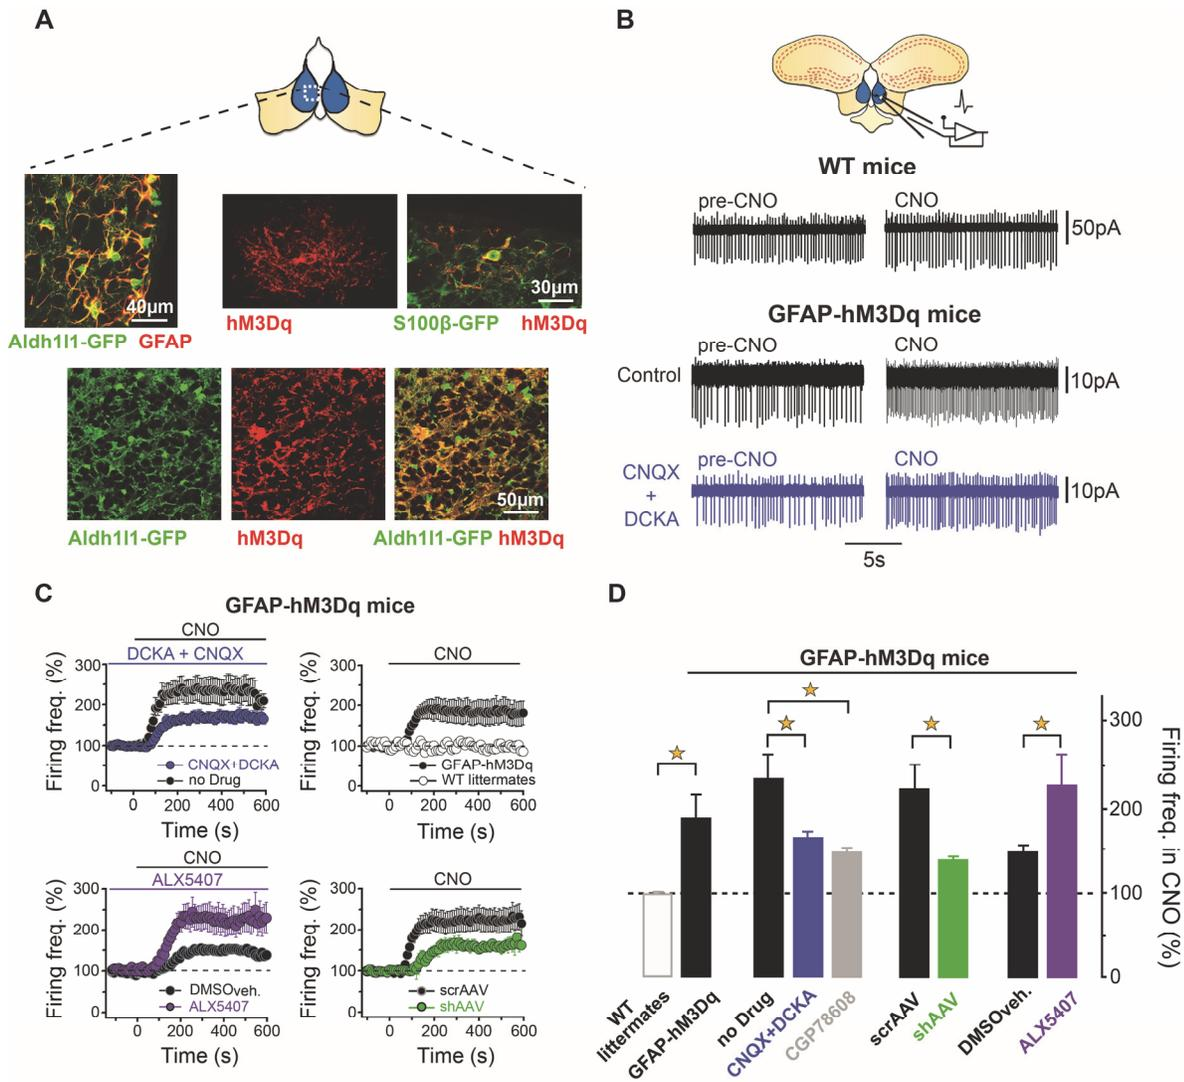 A
40µm
Aldh1l1-GFP GFAP
hM3Dq
30µm
S100β-GFP hM3Dq
Aldh1l1-GFP
hM3Dq
50µm
Aldh1l1-GFP hM3Dq
B
WT mice
pre-CNO CNO
50pA
GFAP-hM3Dq mice
pre-CNO CNO
Control
10pA
CNQX
+
DCKA
pre-CNO CNO
10pA
5s
C
GFAP-hM3Dq mice
CNO
DCKA + CNQX
Firing freq. (%)
300
200
100
0
CNQX+DCKA
no Drug
0 200 400 600
Time (s)
CNO
Firing freq. (%)
300
200
100
0
GFAP-hM3Dq
WT littermates
0 200 400 600
Time (s)
CNO
ALX5407
Firing freq. (%)
300
200
100
0
DMSOveh.
ALX5407
0 200 400 600
Time (s)
CNO
Firing freq. (%)
300
200
100
0
scrAAV
shAAV
0 200 400 600
Time (s)
D
GFAP-hM3Dq mice
300
200
100
0
Firing freq. in CNO (%)
WT
littermates
GFAP-hM3Dq
no Drug
CNQX+DCKA
CGP78608
scrAAV
shAAV
DMSOveh.
ALX5407